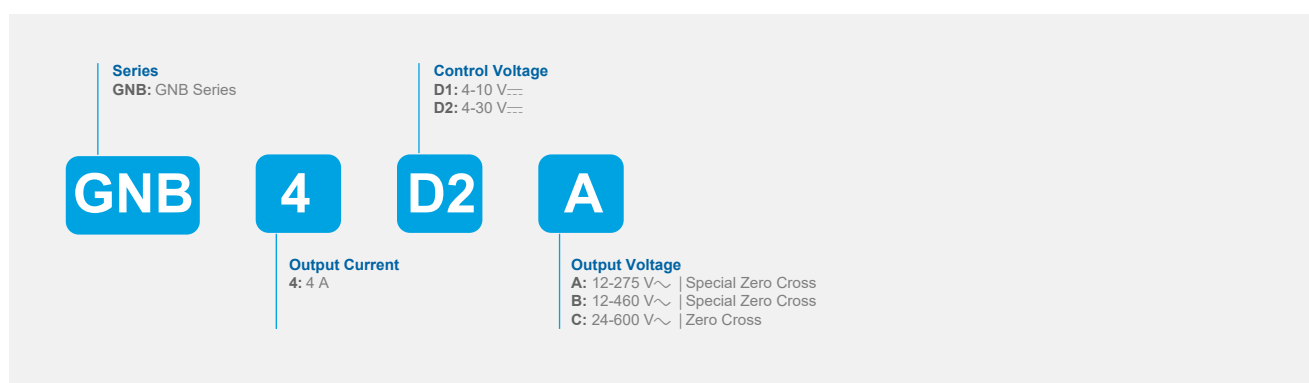 Series
GNB: GNB Series
Control Voltage
D1: 4-10 V⎓
D2: 4-30 V⎓
GNB 4 D2 A
Output Current
4: 4 A
Output Voltage
A: 12-275 V∿ | Special Zero Cross
B: 12-460 V∿ | Special Zero Cross
C: 24-600 V∿ | Zero Cross